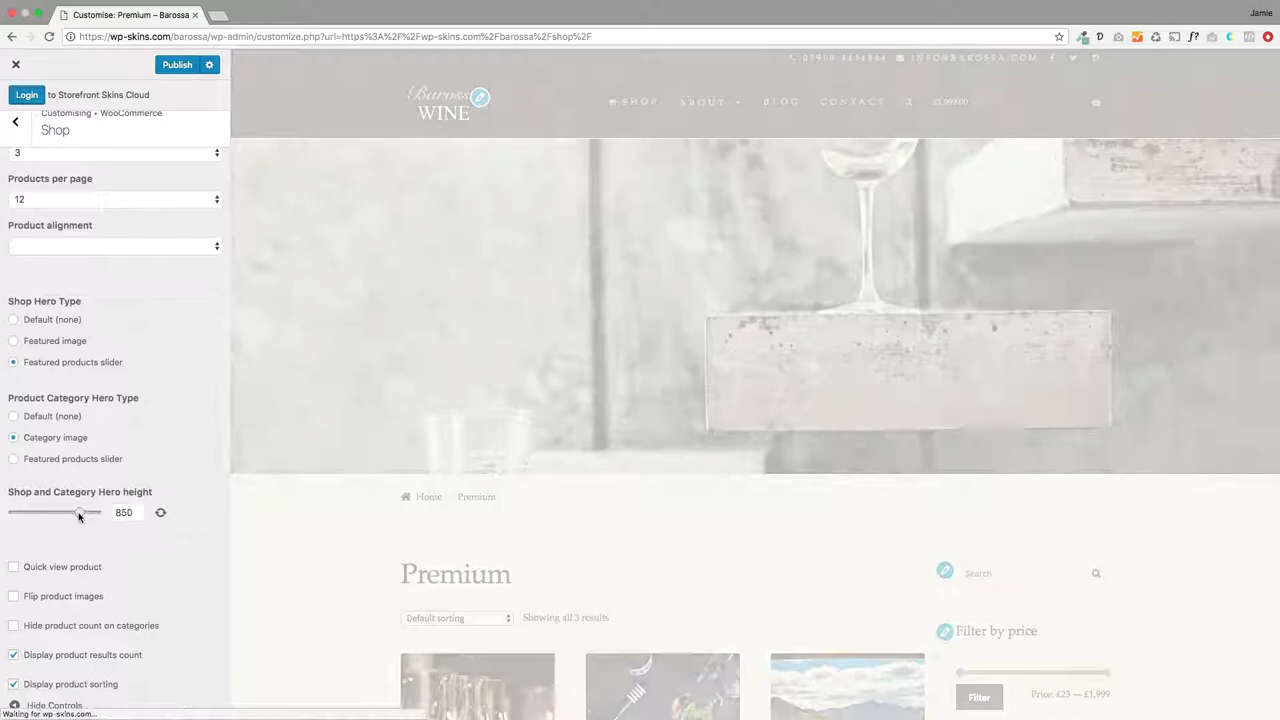 Customise: Premium – Barossa
Jamie
https://wp-skins.com/barossa/wp-admin/customize.php?url=https%3A%2F%2Fwp-skins.com%2Fbarossa%2Fshop%2F
Publish
Login to Storefront Skins Cloud
Customising • WooCommerce
Shop
3
Products per page
12
Product alignment
Shop Hero Type
Default (none)
Featured image
Featured products slider
Product Category Hero Type
Default (none)
Category image
Featured products slider
Shop and Category Hero height
850
Quick view product
Flip product images
Hide product count on categories
Display product results count
Display product sorting
Hide Controls
Waiting for wp-skins.com...
INFO@BAROSSA.COM
WINE
SHOP
ABOUT
BLOG
CONTACT
£1,999.00
Home
Premium
Premium
Default sorting
Showing all 3 results
Search
Filter by price
Filter
Price: £23 — £1,999